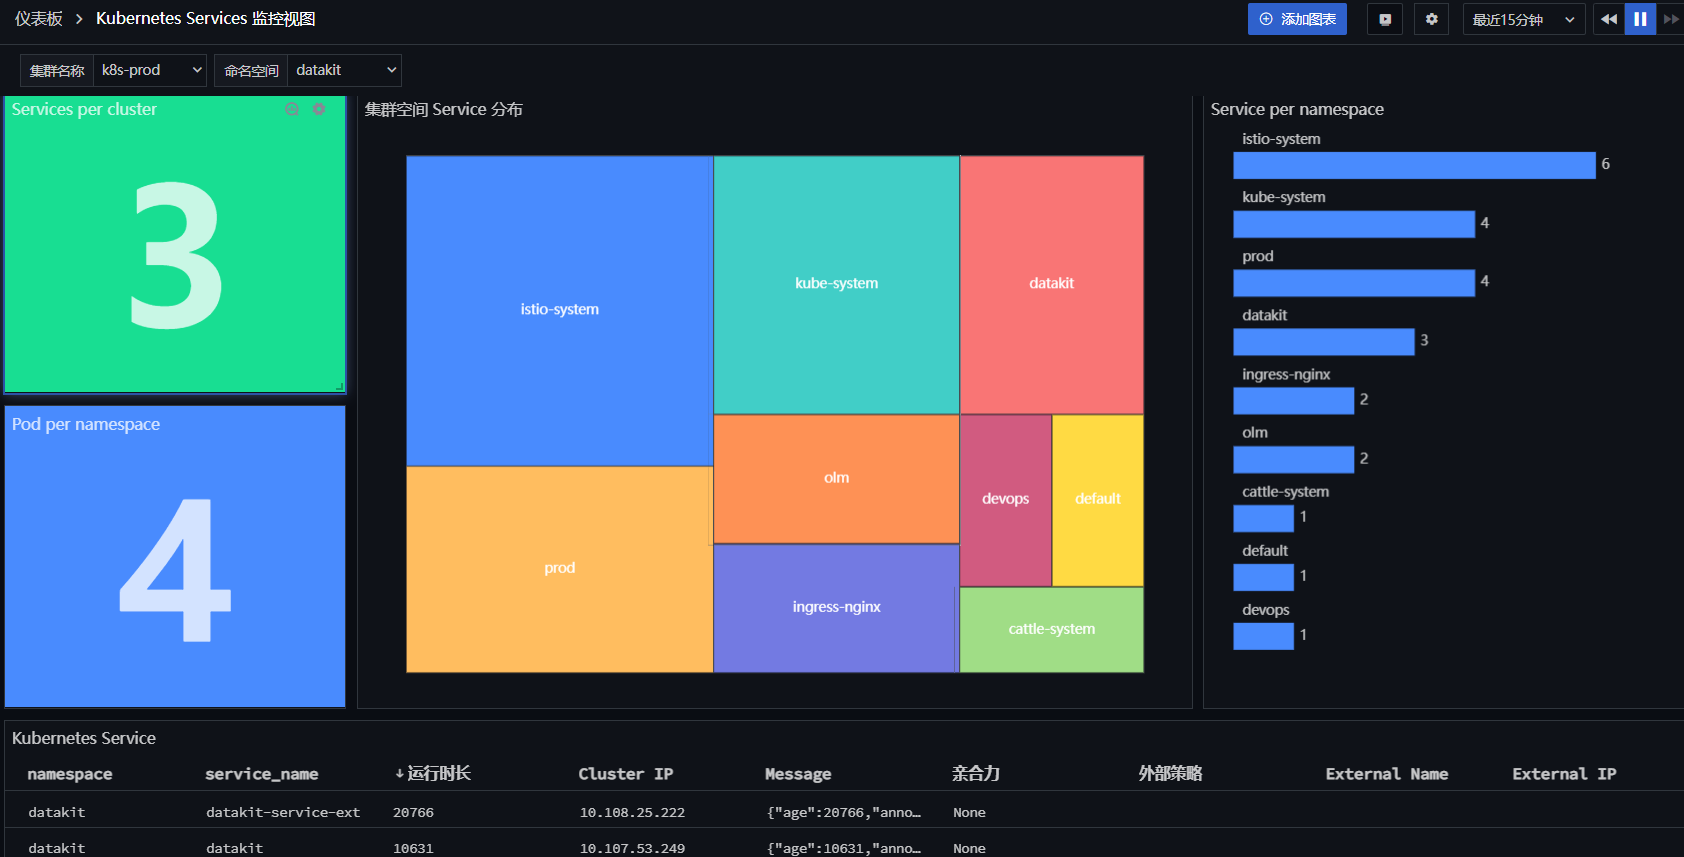 仪表板 > Kubernetes Services 监控视图
添加图表
最近15分钟
集群名称 k8s-prod 命名空间 datakit
Services per cluster
3
Pod per namespace
4
集群空间 Service 分布
istio-system
kube-system
datakit
prod
olm
ingress-nginx
devops
default
cattle-system
Service per namespace
istio-system
6
kube-system
4
prod
4
datakit
3
ingress-nginx
2
olm
2
cattle-system
1
default
1
devops
1
Kubernetes Service
namespace service_name ↓运行时长 Cluster IP Message 亲合力 外部策略 External Name External IP
datakit datakit-service-ext 20766 10.108.25.222 {"age":20766,"anno… None
datakit datakit 10631 10.107.53.249 {"age":10631,"anno… None